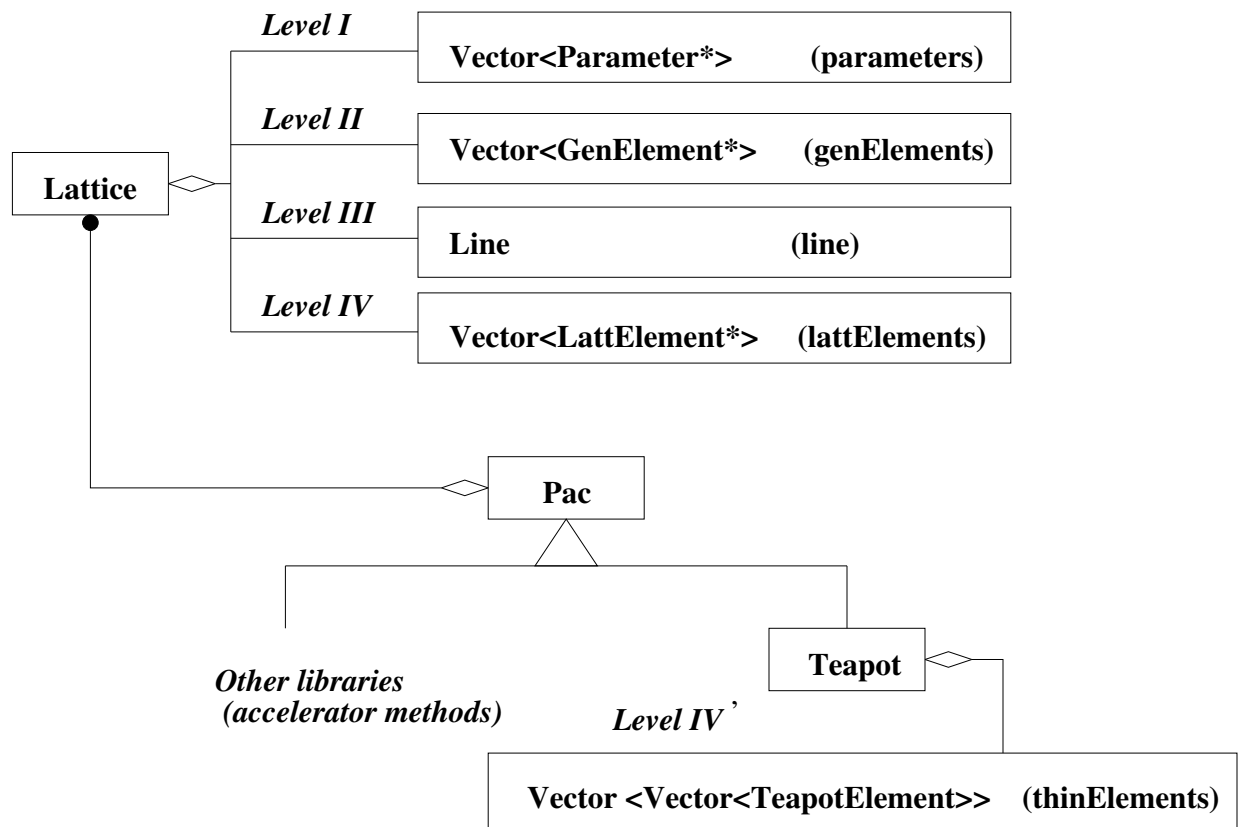 Level I
Vector<Parameter*> (parameters)
Level II
Vector<GenElement*> (genElements)
Lattice
Level III
Line (line)
Level IV
Vector<LattElement*> (lattElements)
Pac
Teapot
Other libraries
(accelerator methods)
Level IV ’
Vector <Vector<TeapotElement>> (thinElements)